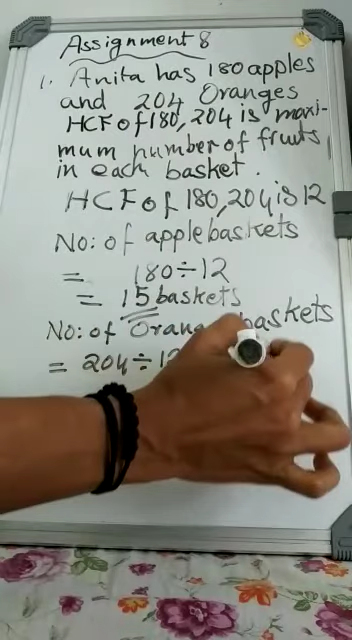 Assignment 8
1. Anita has 180 apples
and 204 Oranges
HCF of 180, 204 is maxi-
mum number of fruits
in each basket.
HCF of 180, 204 is 12
No: of apple baskets
= 180 ÷ 12
= 15 baskets
No: of Orange baskets
= 204 ÷ 12